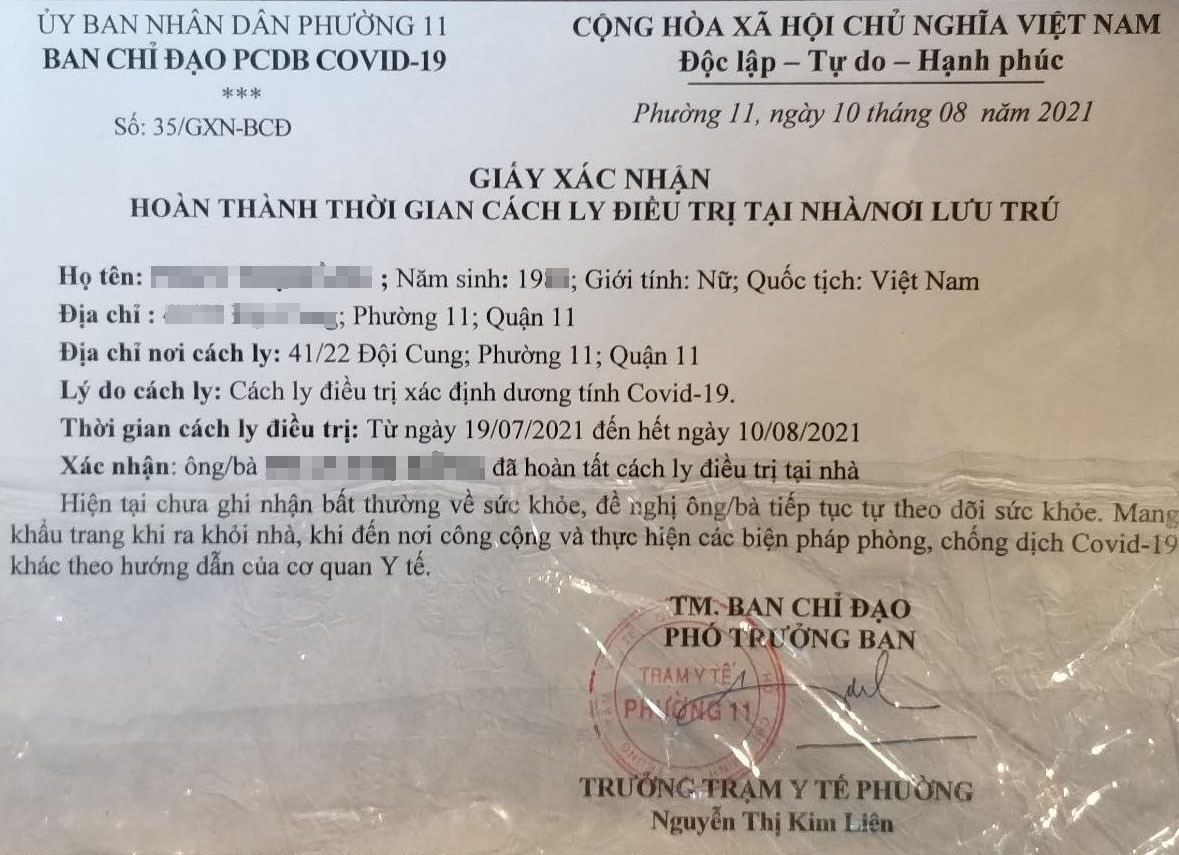 ỦY BAN NHÂN DÂN PHƯỜNG 11
BAN CHỈ ĐẠO PCDB COVID-19
***
Số: 35/GXN-BCĐ
CỘNG HÒA XÃ HỘI CHỦ NGHĨA VIỆT NAM
Độc lập – Tự do – Hạnh phúc
Phường 11, ngày 10 tháng 08 năm 2021
GIẤY XÁC NHẬN
HOÀN THÀNH THỜI GIAN CÁCH LY ĐIỀU TRỊ TẠI NHÀ/NƠI LƯU TRÚ
Họ tên: ; Năm sinh: 19 ; Giới tính: Nữ; Quốc tịch: Việt Nam
Địa chỉ : ; Phường 11; Quận 11
Địa chỉ nơi cách ly: 41/22 Đội Cung; Phường 11; Quận 11
Lý do cách ly: Cách ly điều trị xác định dương tính Covid-19.
Thời gian cách ly điều trị: Từ ngày 19/07/2021 đến hết ngày 10/08/2021
Xác nhận: ông/bà đã hoàn tất cách ly điều trị tại nhà
Hiện tại chưa ghi nhận bất thường về sức khỏe, đề nghị ông/bà tiếp tục tự theo dõi sức khỏe. Mang
khẩu trang khi ra khỏi nhà, khi đến nơi công cộng và thực hiện các biện pháp phòng, chống dịch Covid-19
khác theo hướng dẫn của cơ quan Y tế.
TM. BAN CHỈ ĐẠO
PHÓ TRƯỞNG BAN
TRẠM Y TẾ
PHƯỜNG 11
TRƯỞNG TRẠM Y TẾ PHƯỜNG
Nguyễn Thị Kim Liên